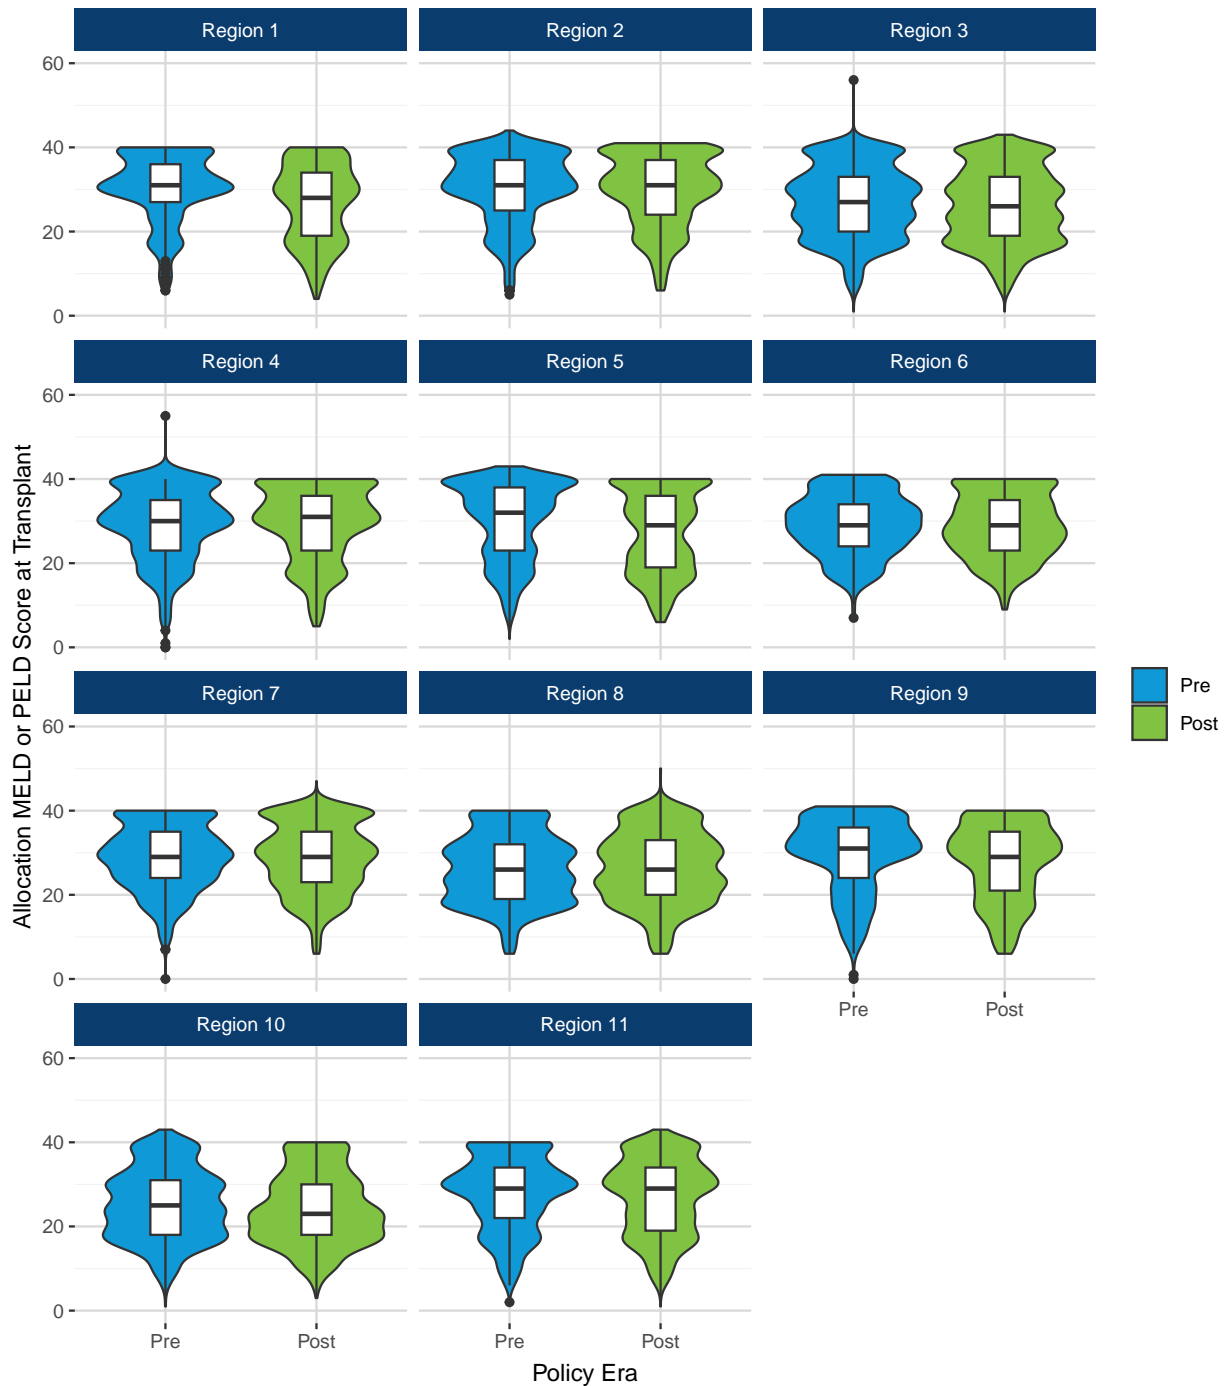 Region 1
Region 2
Region 3
60
40
20
0
Region 4
Region 5
Region 6
60
40
20
0
Allocation MELD or PELD Score at Transplant
Region 7
Region 8
Region 9
60
40
20
0
Pre
Post
Pre
Post
Region 10
Region 11
60
40
20
0
Pre
Post
Pre
Post
Policy Era